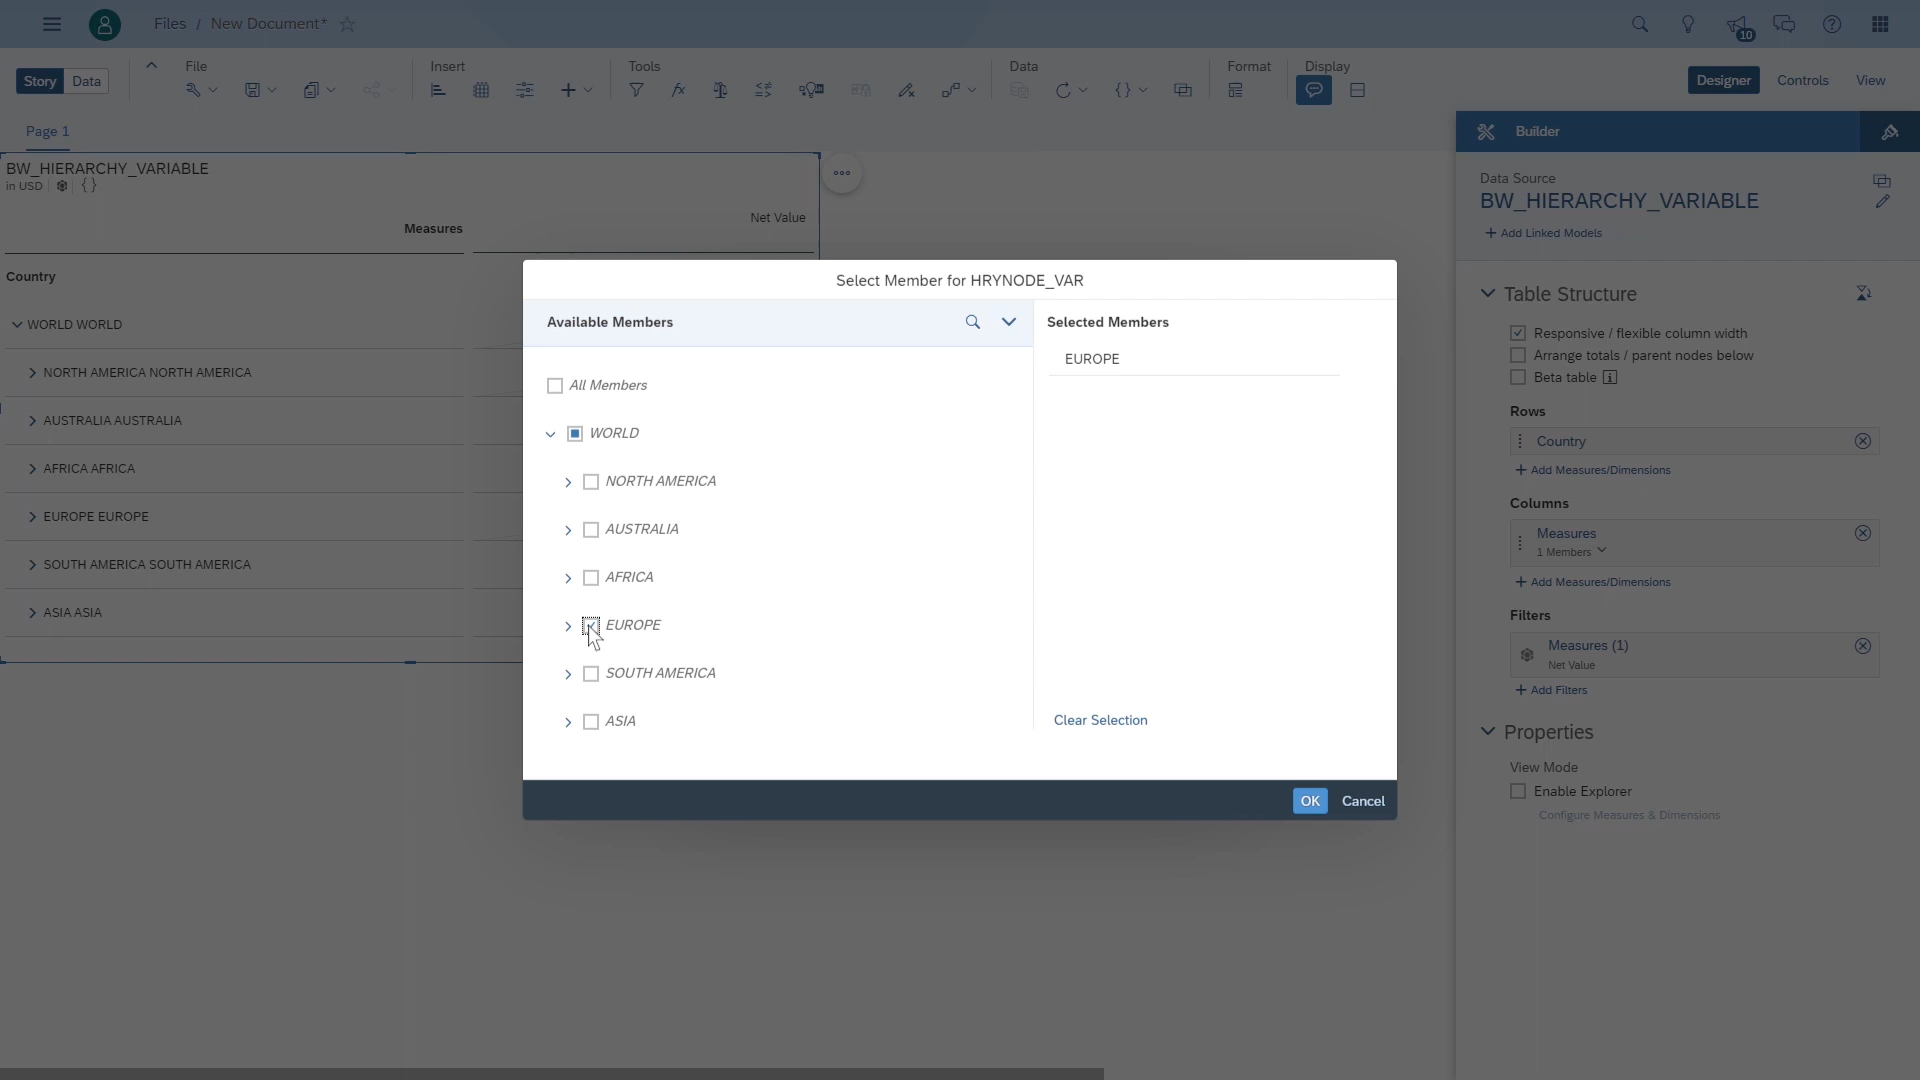 Files / New Document*
10
Story Data
File Insert Tools Data Format Display
Designer Controls View
Page 1
BW_HIERARCHY_VARIABLE
in USD
Net Value
Measures
Country
WORLD WORLD
NORTH AMERICA NORTH AMERICA
AUSTRALIA AUSTRALIA
AFRICA AFRICA
EUROPE EUROPE
SOUTH AMERICA SOUTH AMERICA
ASIA ASIA
Select Member for HRYNODE_VAR
Available Members
All Members
WORLD
NORTH AMERICA
AUSTRALIA
AFRICA
EUROPE
SOUTH AMERICA
ASIA
Selected Members
EUROPE
Clear Selection
OK Cancel
Builder
Data Source
BW_HIERARCHY_VARIABLE
+ Add Linked Models
Table Structure
Responsive / flexible column width
Arrange totals / parent nodes below
Beta table
Rows
Country
+ Add Measures/Dimensions
Columns
Measures
1 Members
+ Add Measures/Dimensions
Filters
Measures (1)
Net Value
+ Add Filters
Properties
View Mode
Enable Explorer
Configure Measures & Dimensions